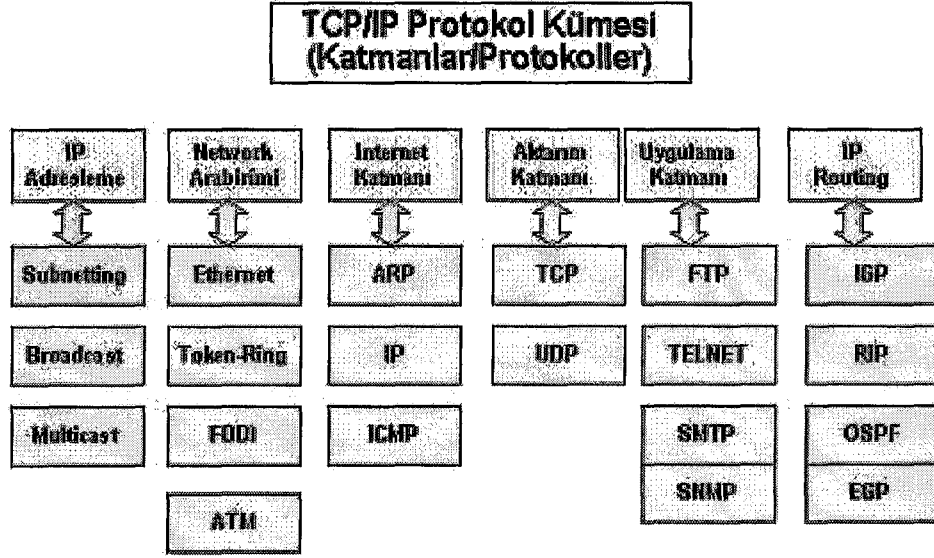 TCP/IP Protokol Kümesi
(Katmanlar/Protokoller)
IP
Adresleme
Network
Arabirimi
Internet
Katmanı
Aktarım
Katmanı
Uygulama
Katmanı
IP
Routing
Subnetting
Ethernet
ARP
TCP
FTP
IGP
Broadcast
Token-Ring
IP
UDP
TELNET
RIP
Multicast
FDDI
ICMP
SMTP
OSPF
SNMP
EGP
ATM